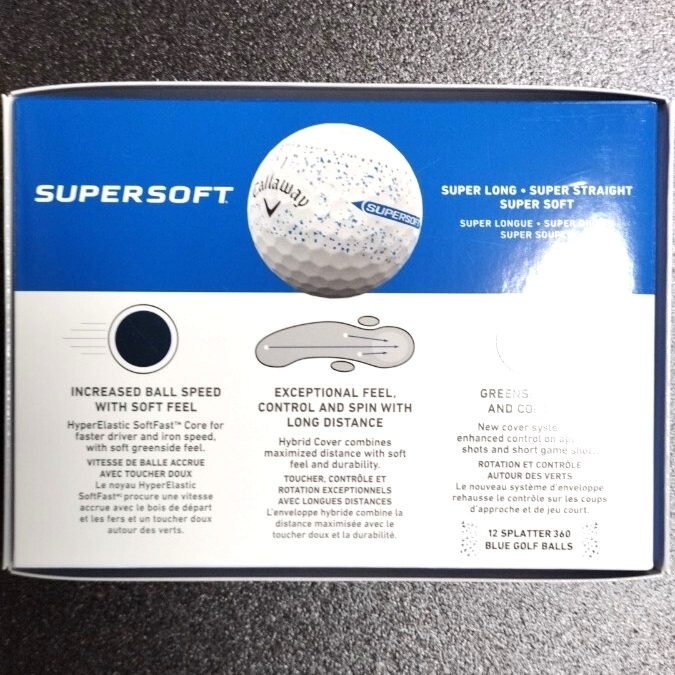 SUPERSOFT
Callaway
SUPERSOFT
SUPER LONG • SUPER STRAIGHT
SUPER SOFT
SUPER LONGUE • SUPER
SUPER
INCREASED BALL SPEED
WITH SOFT FEEL
HyperElastic SoftFast™ Core for
faster driver and iron speed,
with soft greenside feel.
VITESSE DE BALLE ACCRUE
AVEC TOUCHER DOUX
Le noyau HyperElastic
SoftFastᴹᶜ procure une vitesse
accrue avec le bois de départ
et les fers et un toucher doux
autour des verts.
EXCEPTIONAL FEEL,
CONTROL AND SPIN WITH
LONG DISTANCE
Hybrid Cover combines
maximized distance with soft
feel and durability.
TOUCHER, CONTRÔLE ET
ROTATION EXCEPTIONNELS
AVEC LONGUES DISTANCES
L'enveloppe hybride combine la
distance maximisée avec le
toucher doux et la durabilité.
GREENS
AND CO
New cover syste
enhanced control on ap
shots and short game
ROTATION ET CONTRÔLE
AUTOUR DES VERTS
Le nouveau système d'enveloppe
rehausse le contrôle sur les coups
d'approche et de jeu court.
12 SPLATTER 360
BLUE GOLF BALLS